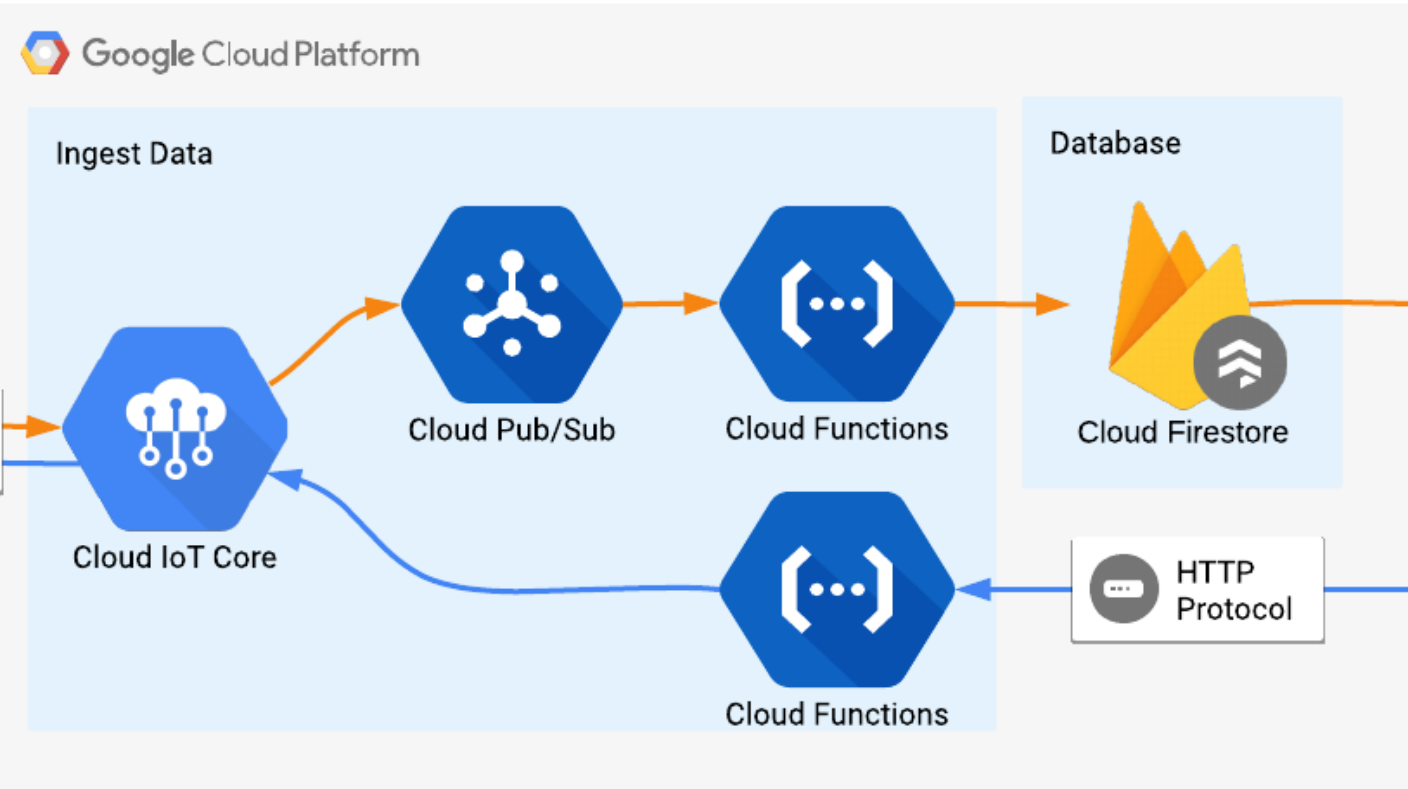 Google Cloud Platform
Ingest Data
Database
Cloud Pub/Sub
Cloud Functions
Cloud Firestore
Cloud IoT Core
HTTP
Protocol
Cloud Functions